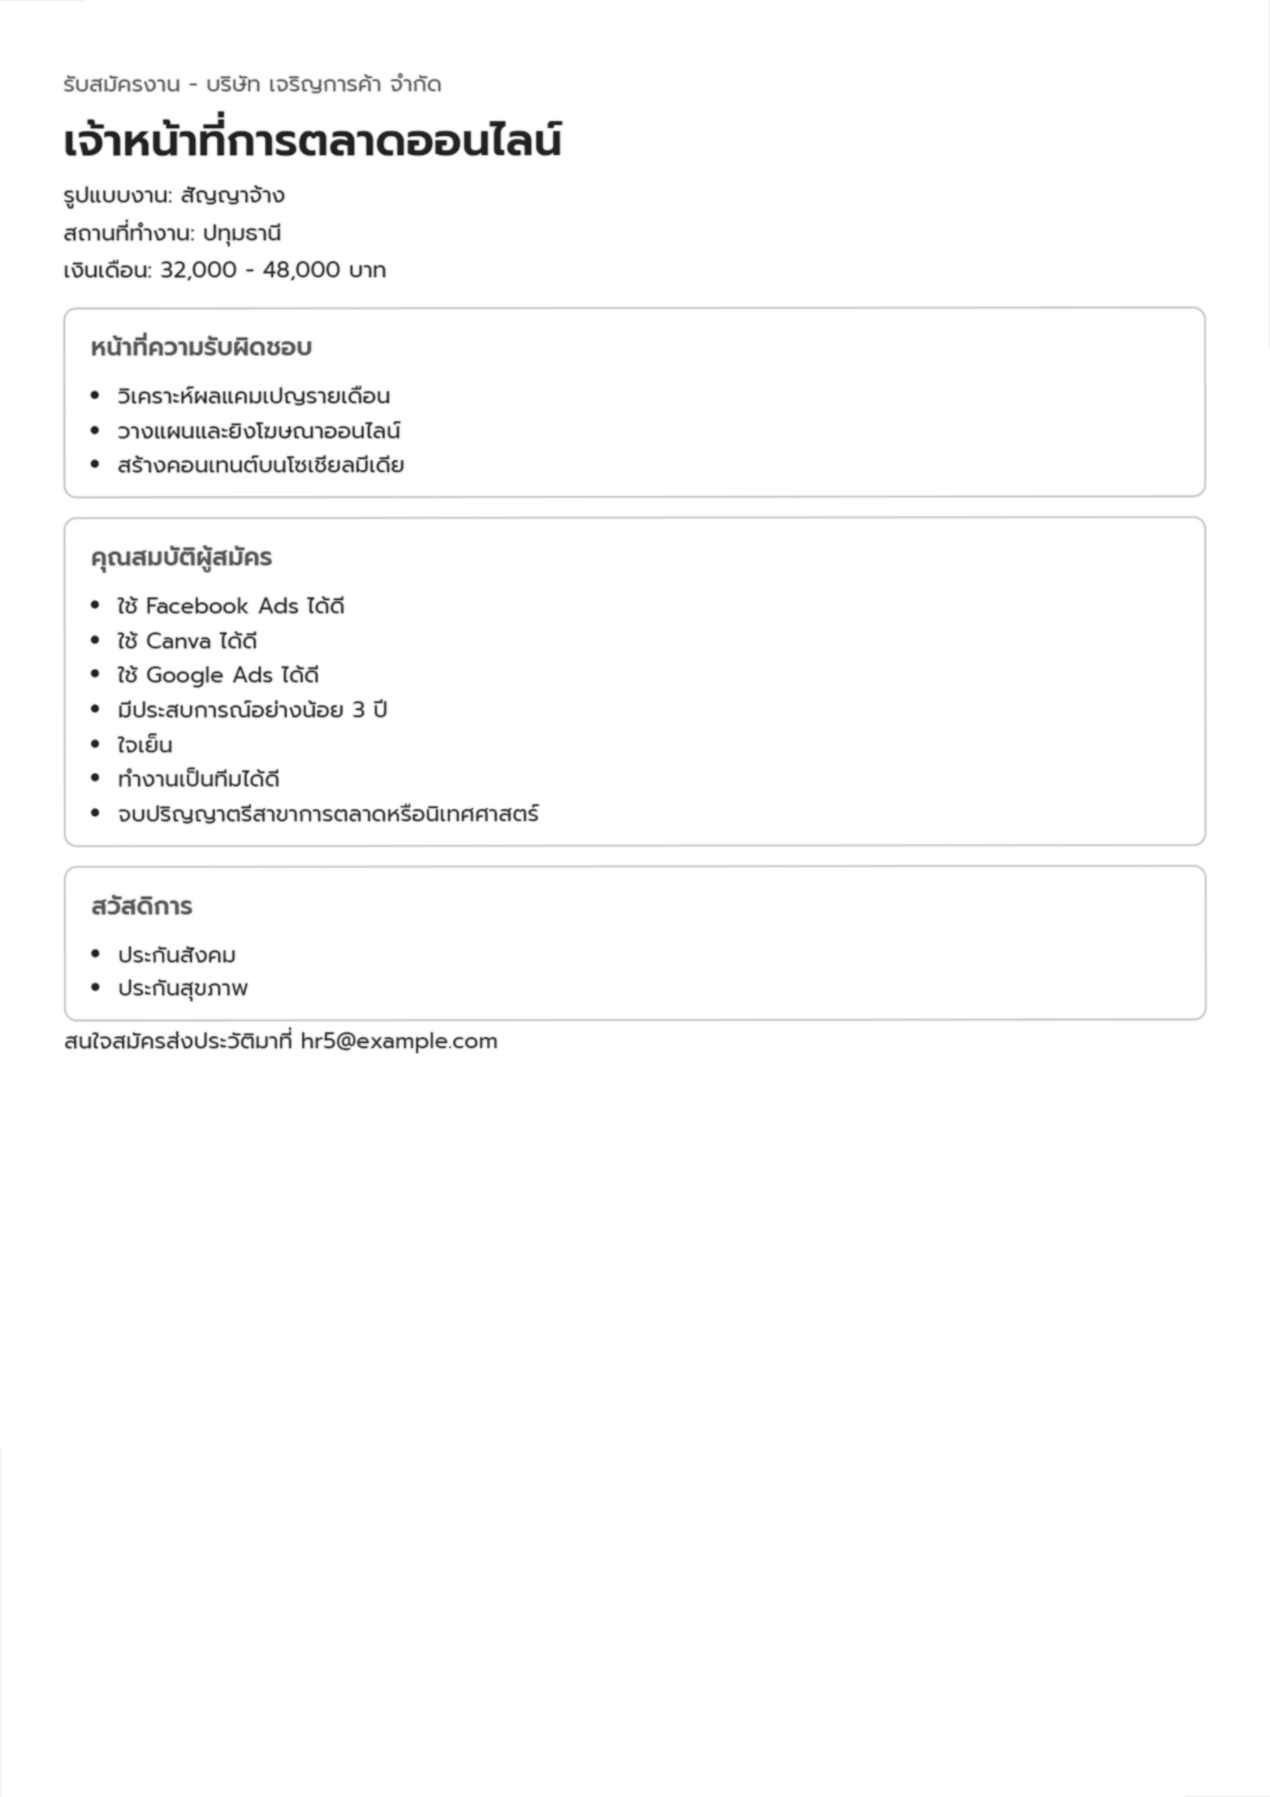 รับสมัครงาน - บริษัท เจริญการค้า จำกัด
เจ้าหน้าที่การตลาดออนไลน์
รูปแบบงาน: สัญญาจ้าง
สถานที่ทำงาน: ปทุมธานี
เงินเดือน: 32,000 - 48,000 บาท
หน้าที่ความรับผิดชอบ
• วิเคราะห์ผลแคมเปญรายเดือน
• วางแผนและยิงโฆษณาออนไลน์
• สร้างคอนเทนต์บนโซเชียลมีเดีย
คุณสมบัติผู้สมัคร
• ใช้ Facebook Ads ได้ดี
• ใช้ Canva ได้ดี
• ใช้ Google Ads ได้ดี
• มีประสบการณ์อย่างน้อย 3 ปี
• ใจเย็น
• ทำงานเป็นทีมได้ดี
• จบปริญญาตรีสาขาการตลาดหรือนิเทศศาสตร์
สวัสดิการ
• ประกันสังคม
• ประกันสุขภาพ
สนใจสมัครส่งประวัติมาที่ hr5@example.com